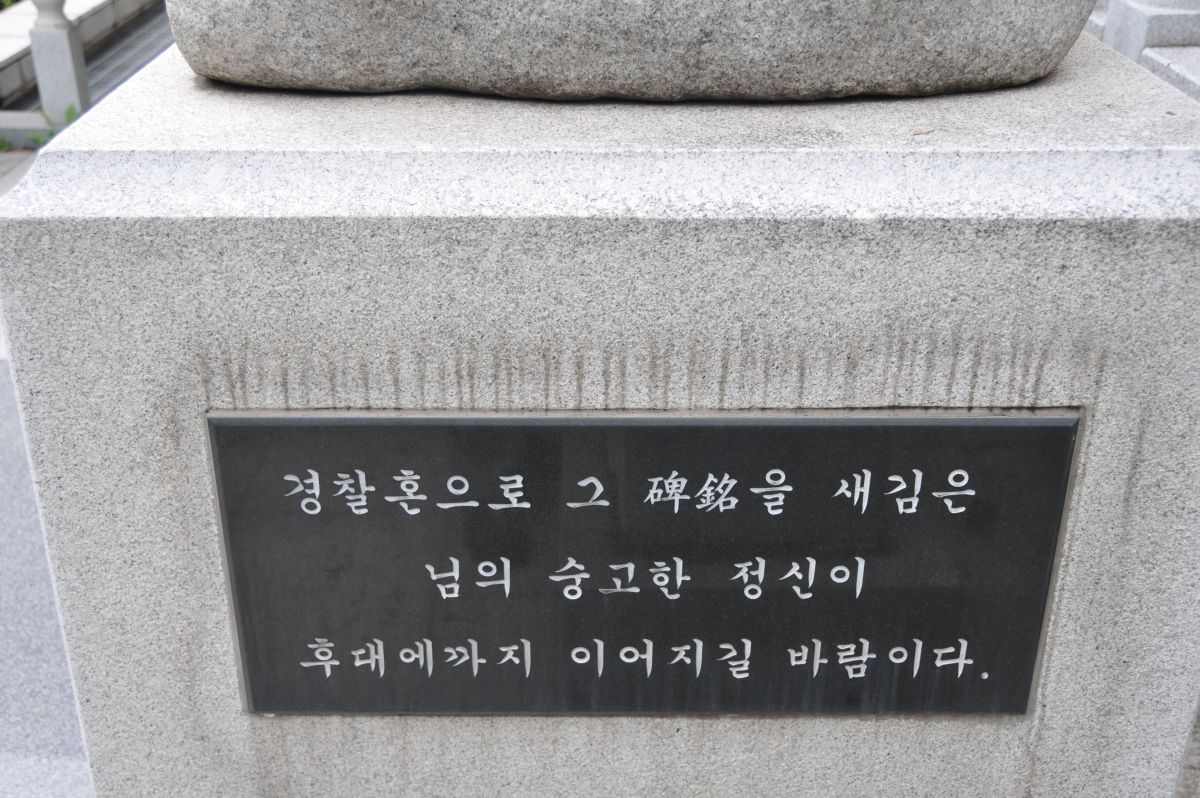 경찰혼으로 그 碑銘을 새김은
님의 숭고한 정신이
후대에까지 이어지길 바람이다.